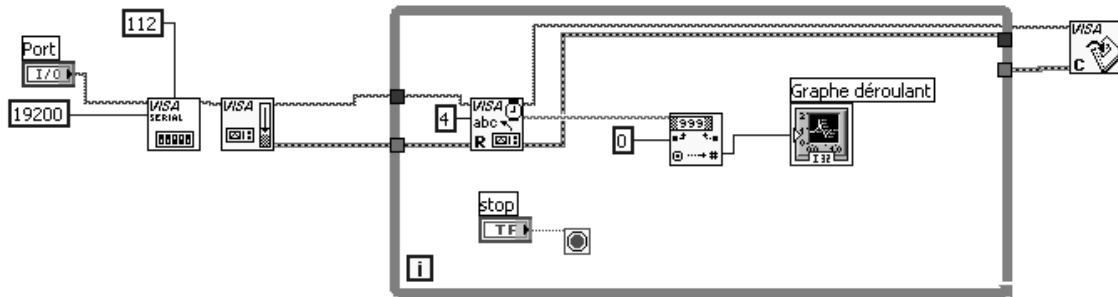 112
Port
I/O
19200
VISA
SERIAL
VISA
4
VISA
abc
R
999
0
#
Graphe déroulant
I32
stop
TF
i
VISA
C